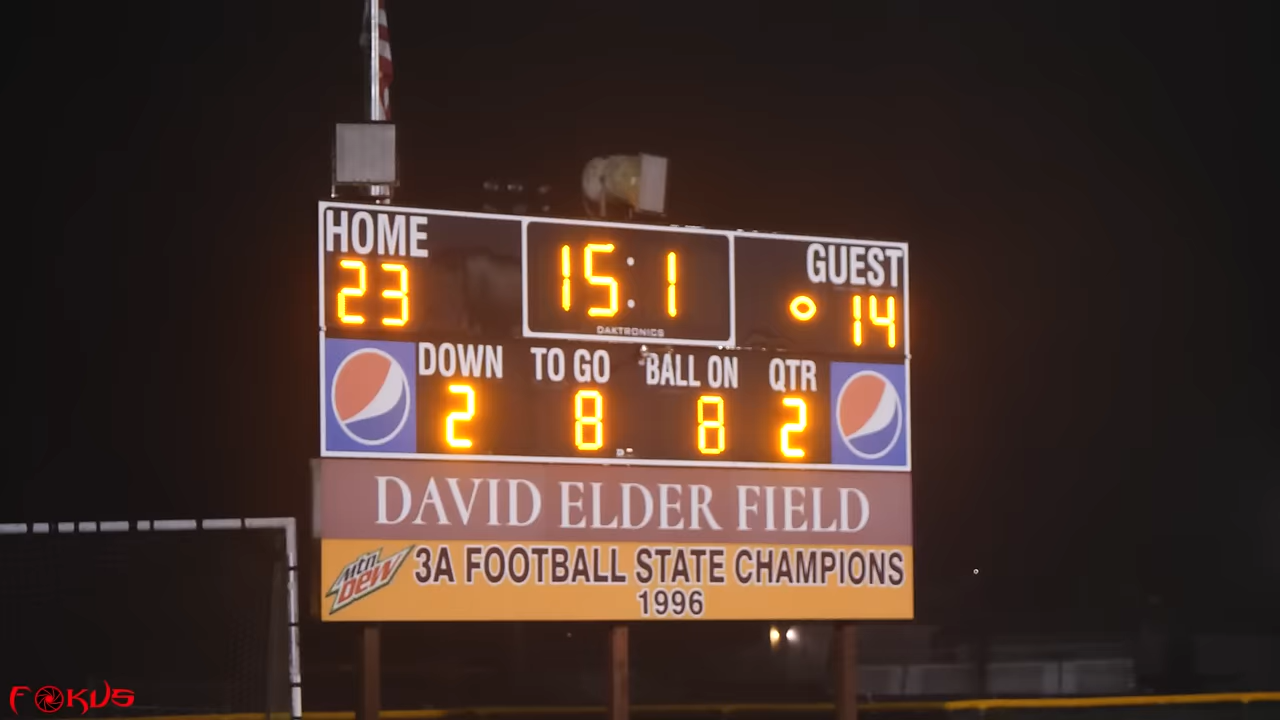 HOME
15:1
GUEST
23
14
DAKTRONICS
DOWN TO GO BALL ON QTR
2 8 8 2
DAVID ELDER FIELD
Mtn DEW
3A FOOTBALL STATE CHAMPIONS
1996
FOKUS